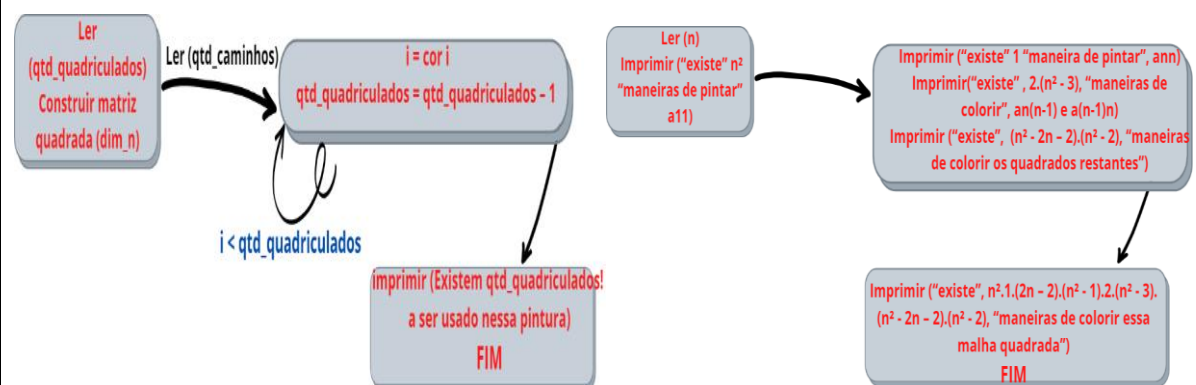 Ler
(qtd_quadriculados)
Construir matriz
quadrada (dim_n)
Ler (qtd_caminhos)
i = cor i
qtd_quadriculados = qtd_quadriculados – 1
i < qtd_quadriculados
imprimir (Existem qtd_quadriculados!
a ser usado nessa pintura)
FIM
Ler (n)
Imprimir (“existe” n²
“maneiras de pintar”
a11)
Imprimir (“existe” 1 “maneira de pintar”, ann)
Imprimir(“existe” , 2.(n² - 3), “maneiras de
colorir”, an(n-1) e a(n-1)n)
Imprimir (“existe”, (n² - 2n – 2).(n² - 2), “maneiras
de colorir os quadrados restantes”)
Imprimir (“existe”, n².1.(2n – 2).(n² - 1).2.(n² - 3).
(n² - 2n – 2).(n² - 2), “maneiras de colorir essa
malha quadrada”)
FIM